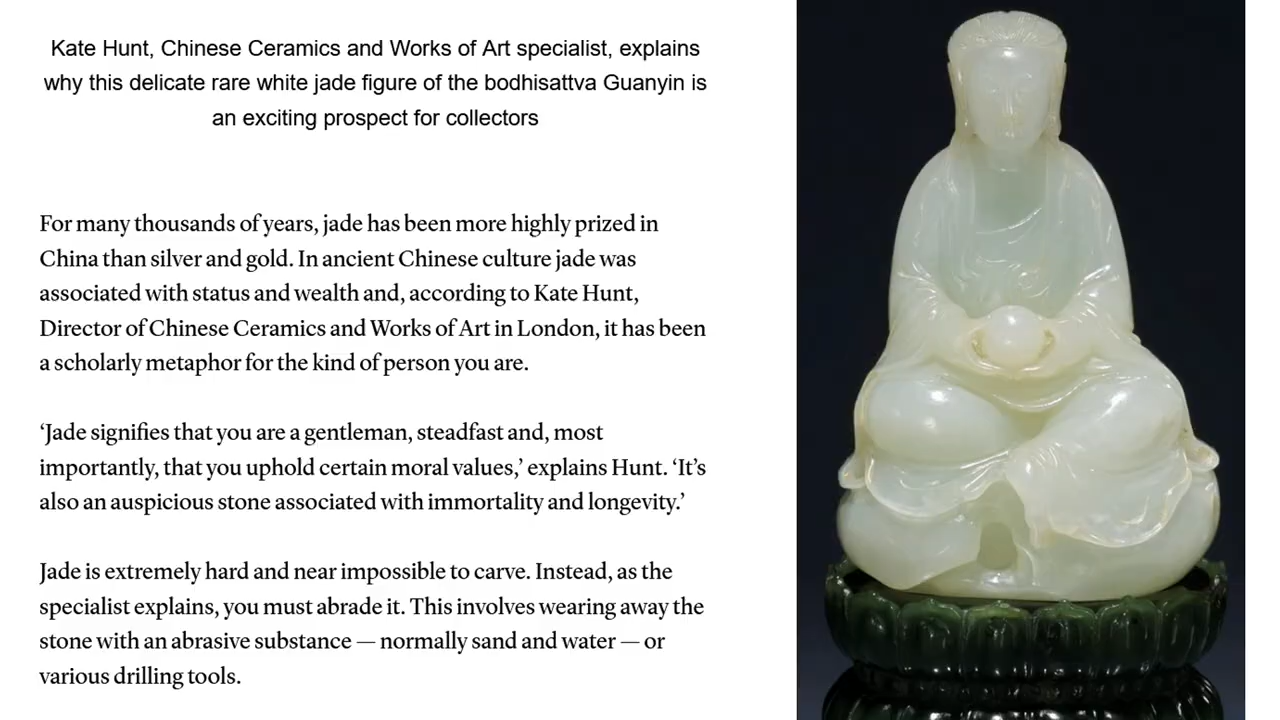 Kate Hunt, Chinese Ceramics and Works of Art specialist, explains
why this delicate rare white jade figure of the bodhisattva Guanyin is
an exciting prospect for collectors
For many thousands of years, jade has been more highly prized in
China than silver and gold. In ancient Chinese culture jade was
associated with status and wealth and, according to Kate Hunt,
Director of Chinese Ceramics and Works of Art in London, it has been
a scholarly metaphor for the kind of person you are.
‘Jade signifies that you are a gentleman, steadfast and, most
importantly, that you uphold certain moral values,’ explains Hunt. ‘It’s
also an auspicious stone associated with immortality and longevity.’
Jade is extremely hard and near impossible to carve. Instead, as the
specialist explains, you must abrade it. This involves wearing away the
stone with an abrasive substance — normally sand and water — or
various drilling tools.